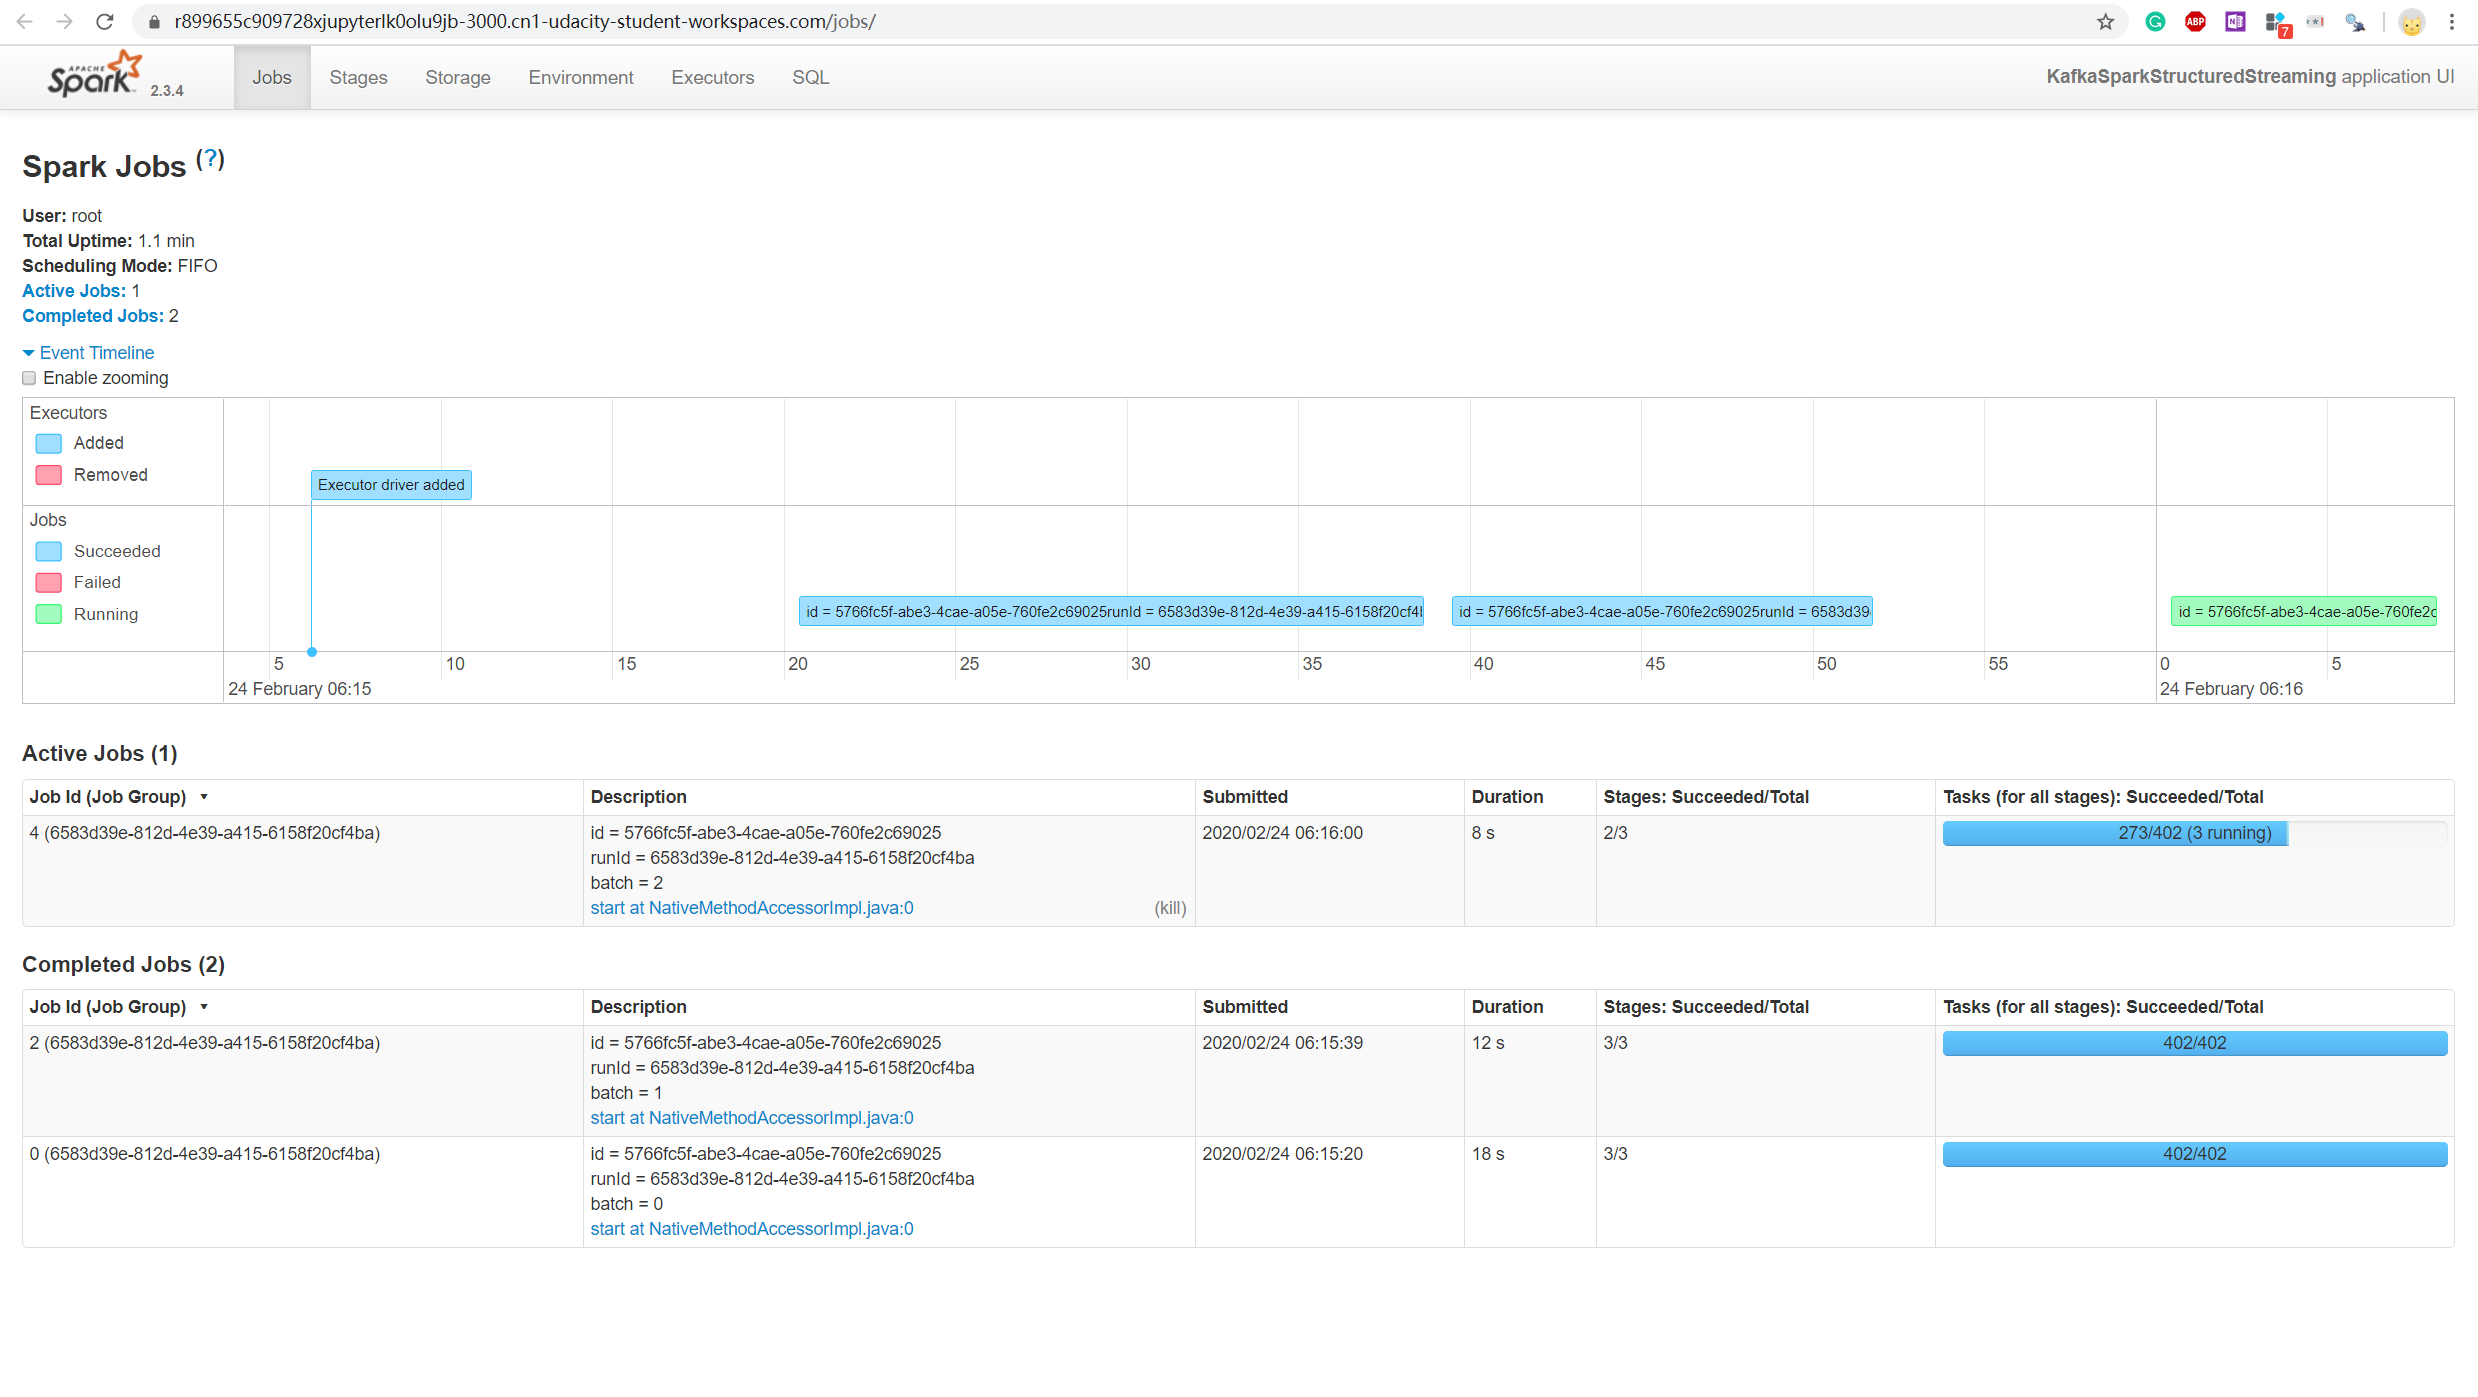 r899655c909728xjupyterlk0olu9jb-3000.cn1-udacity-student-workspaces.com/jobs/
ABP
7
APACHE
Spark 2.3.4
Jobs Stages Storage Environment Executors SQL
KafkaSparkStructuredStreaming application UI
Spark Jobs (?)
User: root
Total Uptime: 1.1 min
Scheduling Mode: FIFO
Active Jobs: 1
Completed Jobs: 2
Event Timeline
Enable zooming
Executors
Added
Removed
Executor driver added
Jobs
Succeeded
Failed
Running
id = 5766fc5f-abe3-4cae-a05e-760fe2c69025runId = 6583d39e-812d-4e39-a415-6158f20cf4
id = 5766fc5f-abe3-4cae-a05e-760fe2c69025runId = 6583d39
id = 5766fc5f-abe3-4cae-a05e-760fe2c
5 10 15 20 25 30 35 40 45 50 55 0 5
24 February 06:15 24 February 06:16
Active Jobs (1)
Job Id (Job Group) Description Submitted Duration Stages: Succeeded/Total Tasks (for all stages): Succeeded/Total
4 (6583d39e-812d-4e39-a415-6158f20cf4ba) id = 5766fc5f-abe3-4cae-a05e-760fe2c69025 2020/02/24 06:16:00 8 s 2/3 273/402 (3 running)
runId = 6583d39e-812d-4e39-a415-6158f20cf4ba
batch = 2
start at NativeMethodAccessorImpl.java:0 (kill)
Completed Jobs (2)
Job Id (Job Group) Description Submitted Duration Stages: Succeeded/Total Tasks (for all stages): Succeeded/Total
2 (6583d39e-812d-4e39-a415-6158f20cf4ba) id = 5766fc5f-abe3-4cae-a05e-760fe2c69025 2020/02/24 06:15:39 12 s 3/3 402/402
runId = 6583d39e-812d-4e39-a415-6158f20cf4ba
batch = 1
start at NativeMethodAccessorImpl.java:0
0 (6583d39e-812d-4e39-a415-6158f20cf4ba) id = 5766fc5f-abe3-4cae-a05e-760fe2c69025 2020/02/24 06:15:20 18 s 3/3 402/402
runId = 6583d39e-812d-4e39-a415-6158f20cf4ba
batch = 0
start at NativeMethodAccessorImpl.java:0